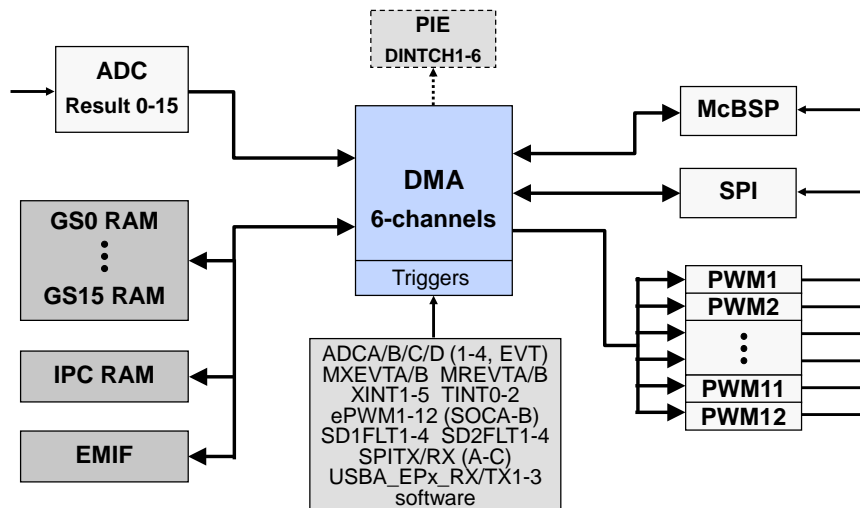 PIE
DINTCH1-6
ADC
Result 0-15
McBSP
DMA
6-channels
SPI
GS0 RAM
GS15 RAM
Triggers
PWM1
PWM2
PWM11
PWM12
IPC RAM
EMIF
ADCA/B/C/D (1-4, EVT)
MXEVTA/B MREVTA/B
XINT1-5 TINT0-2
ePWM1-12 (SOCA-B)
SD1FLT1-4 SD2FLT1-4
SPITX/RX (A-C)
USBA_EPx_RX/TX1-3
software